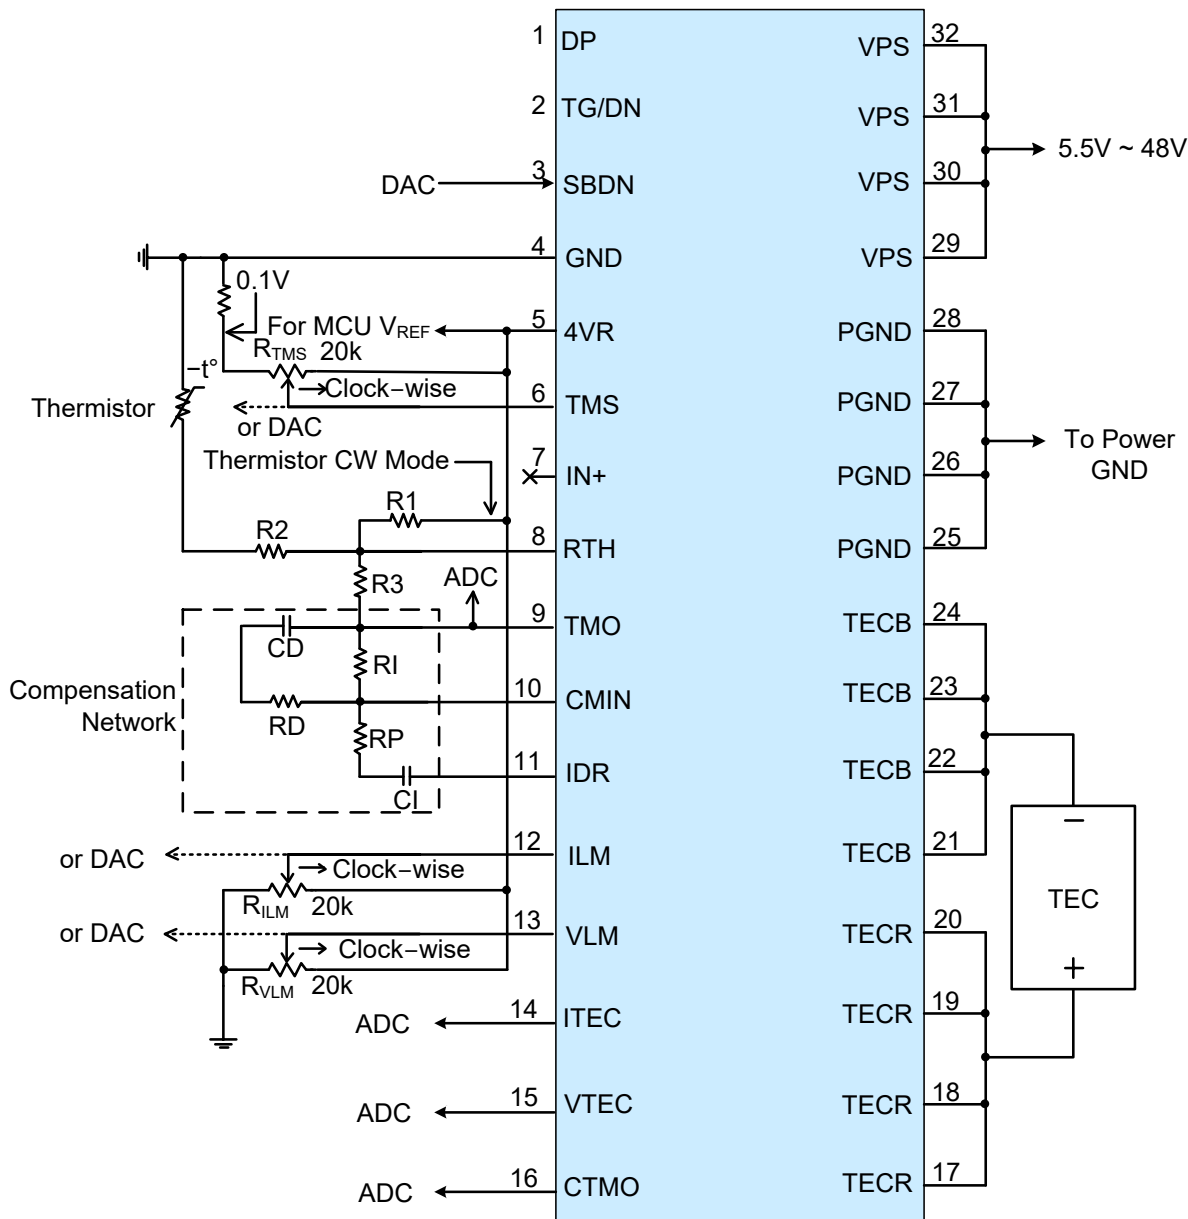 1 DP VPS 32
2 TG/DN VPS 31
5.5V ~ 48V
DAC 3 SBDN VPS 30
4 GND VPS 29
0.1V
For MCU VREF 5 4VR PGND 28
RTMS 20k
−t°
Clock−wise
Thermistor 6 TMS PGND 27
or DAC
To Power
GND
Thermistor CW Mode 7 IN+ PGND 26
R1
R2 8 RTH PGND 25
R3 ADC
9 TMO TECB 24
CD
RI
Compensation
Network
10 CMIN TECB 23
RD
RP
11 IDR TECB 22
CI
or DAC 12 ILM TECB 21
Clock−wise
RILM 20k
−
TEC
+
or DAC 13 VLM TECR 20
Clock−wise
RVLM 20k
ADC 14 ITEC TECR 19
ADC 15 VTEC TECR 18
ADC 16 CTMO TECR 17